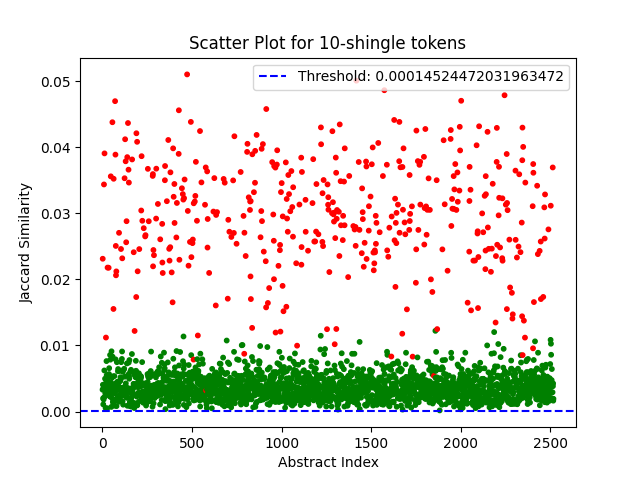 Scatter Plot for 10-shingle tokens
Threshold: 0.00014524472031963472
0.05
0.04
0.03
0.02
0.01
0.00
Jaccard Similarity
0 500 1000 1500 2000 2500
Abstract Index